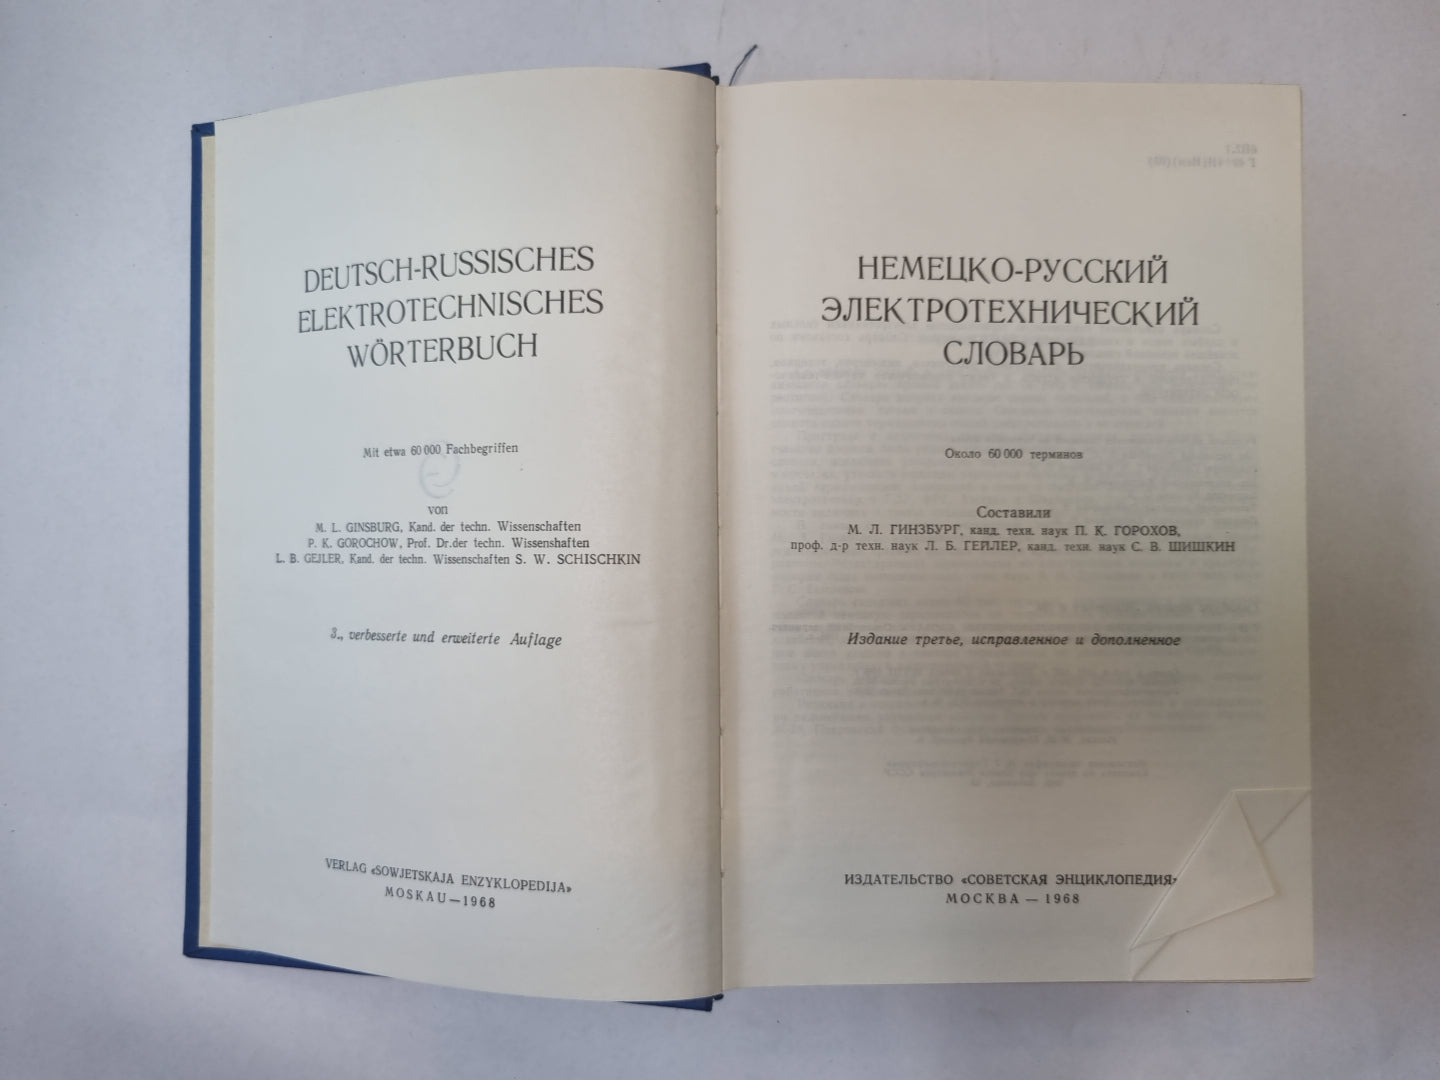 DEUTSCH-RUSSISCHES
ELEKTROTECHNISCHES
WÖRTERBUCH
Mit etwa 60 000 Fachbegriffen
von
M. L. GINSBURG, Kand. der techn. Wissenschaften
P. K. GOROCHOW, Prof. Dr.der techn. Wissenshaften
L. B. GEJLER, Kand. der techn. Wissenschaften S. W. SCHISCHKIN
3., verbesserte und erweiterte Auflage
VERLAG «SOWJETSKAJA ENZYKLOPEDIJA»
MOSKAU—1968
НЕМЕЦКО-РУССКИЙ
ЭЛЕКТРОТЕХНИЧЕСКИЙ
СЛОВАРЬ
Около 60 000 терминов
Составили
М. Л. ГИНЗБУРГ, канд. техн. наук П. К. ГОРОХОВ,
проф. д-р техн. наук Л. Б. ГЕЙЛЕР, канд. техн. наук С. В. ШИШКИН
Издание третье, исправленное и дополненное
ИЗДАТЕЛЬСТВО «СОВЕТСКАЯ ЭНЦИКЛОПЕДИЯ»
МОСКВА — 1968